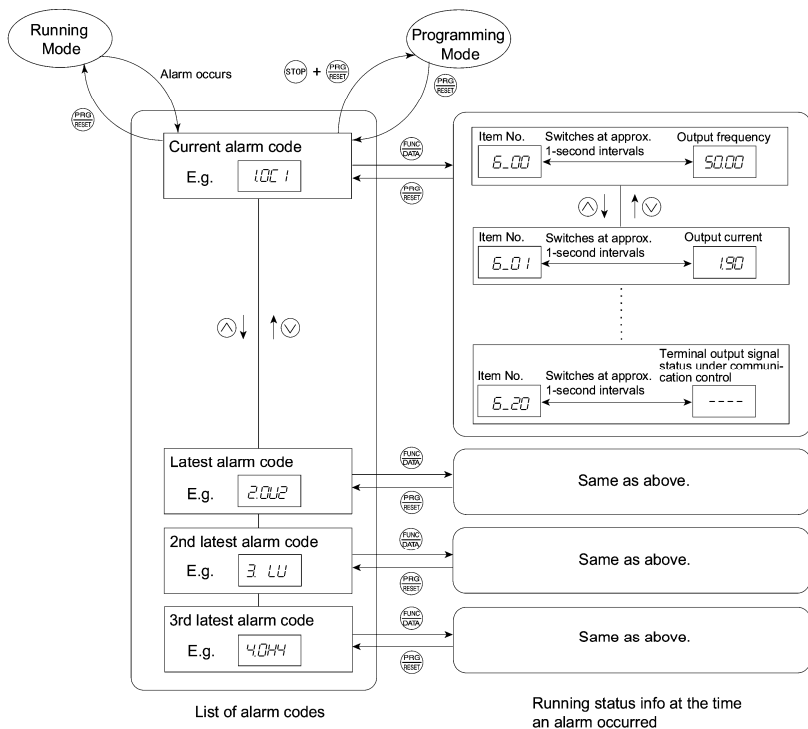 Running
Mode
Programming
Mode
Alarm occurs
STOP + PRG
RESET
PRG
RESET
PRG
RESET
Current alarm code
E.g. 1.0C1
FUNC
DATA
PRG
RESET
Item No.
Switches at approx.
1-second intervals
Output frequency
6_00
50.00
Item No.
Switches at approx.
1-second intervals
Output current
6_01
1.90
Item No.
Switches at approx.
1-second intervals
Terminal output signal
status under communi-
cation control
6_20
----
Latest alarm code
E.g. 2.0U2
FUNC
DATA
PRG
RESET
Same as above.
2nd latest alarm code
E.g. 3. LU
FUNC
DATA
PRG
RESET
Same as above.
3rd latest alarm code
E.g. 4.0H4
FUNC
DATA
PRG
RESET
Same as above.
List of alarm codes
Running status info at the time
an alarm occurred